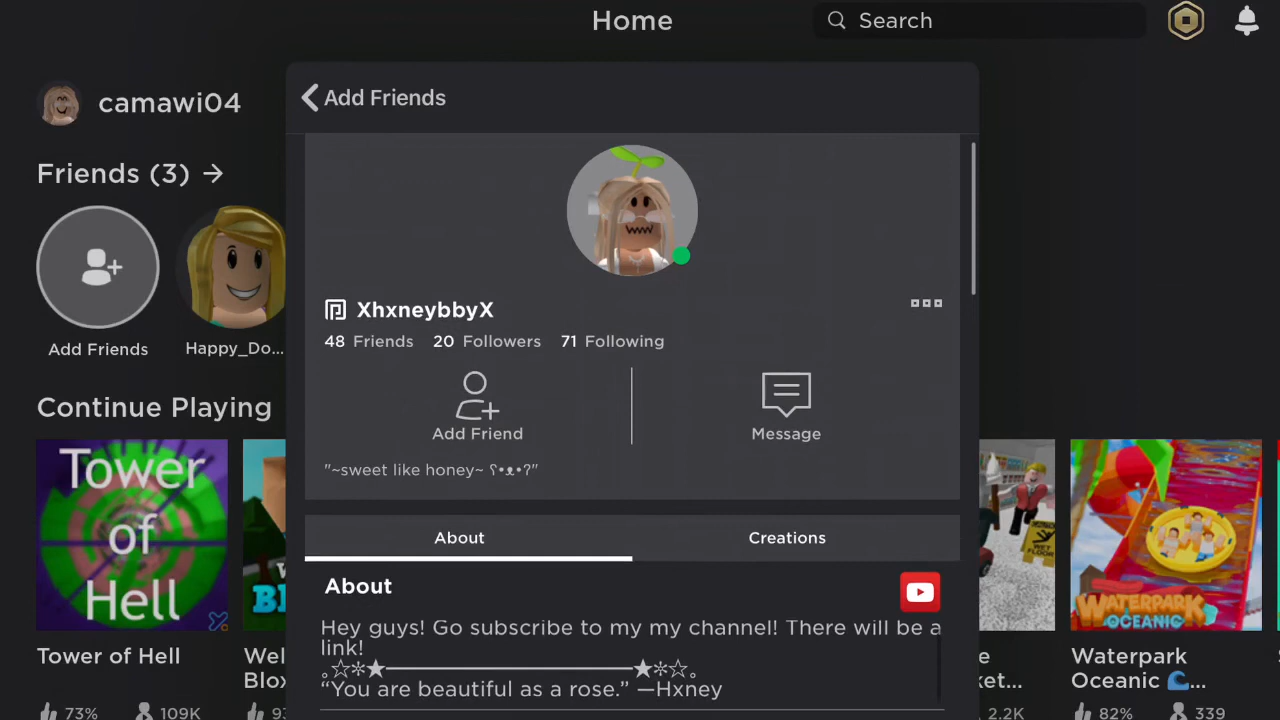 Home
Search
camawi04
Add Friends
Friends (3) →
Add Friends
Happy_Do...
XhxneybbyX
48 Friends 20 Followers 71 Following
Add Friend
Message
"~sweet like honey~ ʕ•ᴥ•ʔ"
About
Creations
About
Hey guys! Go subscribe to my my channel! There will be a
link!
｡☆✼★━━━━━━━━━━━━★✼☆｡
“You are beautiful as a rose.” —Hxney
Continue Playing
Tower
of
Hell
WATERPARK
OCEANIC
Tower of Hell
Wel
Blox
Waterpark
Oceanic 🌊...
73% 109K
2.2K
82% 339